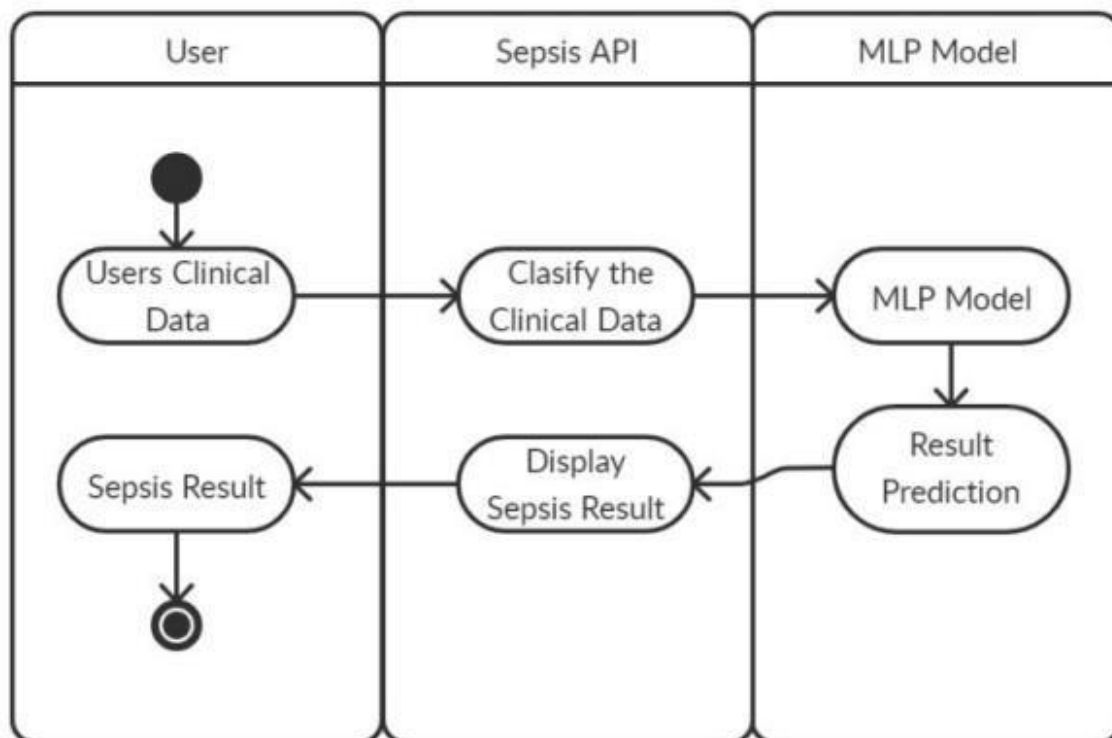 User
Sepsis API
MLP Model
Users Clinical
Data
Clasify the
Clinical Data
MLP Model
Result
Prediction
Display
Sepsis Result
Sepsis Result